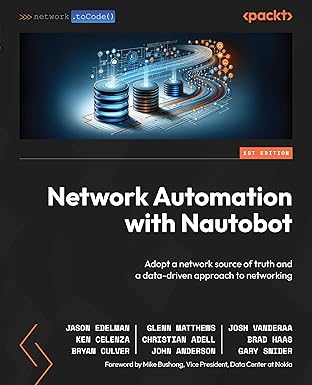 >>> network .toCode()
<packt>
1ST EDITION
Network Automation
with Nautobot
Adopt a network source of truth and
a data-driven approach to networking
JASON EDELMAN GLENN MATTHEWS JOSH VANDERAA
KEN CELENZA CHRISTIAN ADELL BRAD HAAS
BRYAN CULVER JOHN ANDERSON GARY SNIDER
Foreword by Mike Bushong, Vice President, Data Center at Nokia